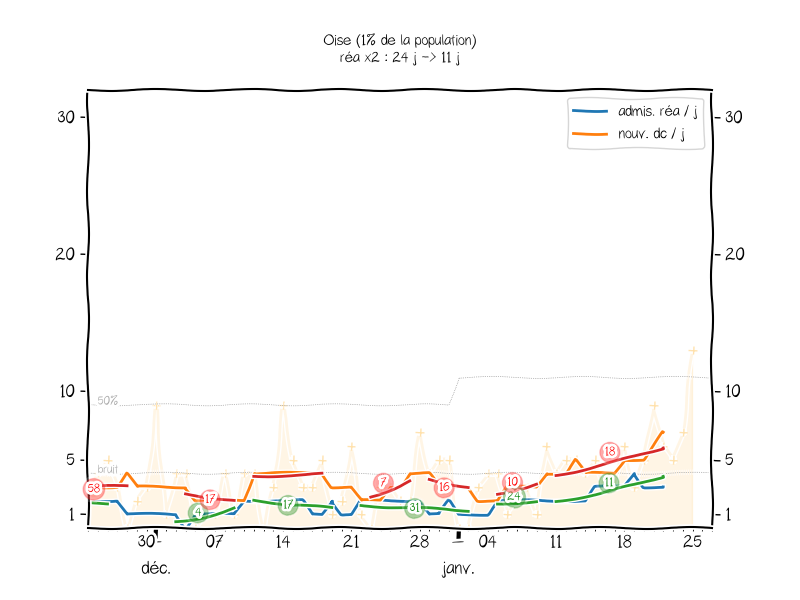 Oise (1% de la population)
réa x2 : 24 j -> 11 j
admis. réa / j
nouv. dc / j
30 30
20 20
10 10
5 5
1 1
50%
bruit
58 17 4 17 7 31 16 10 24 18 11
30 07 14 21 28 04 11 18 25
déc. janv.